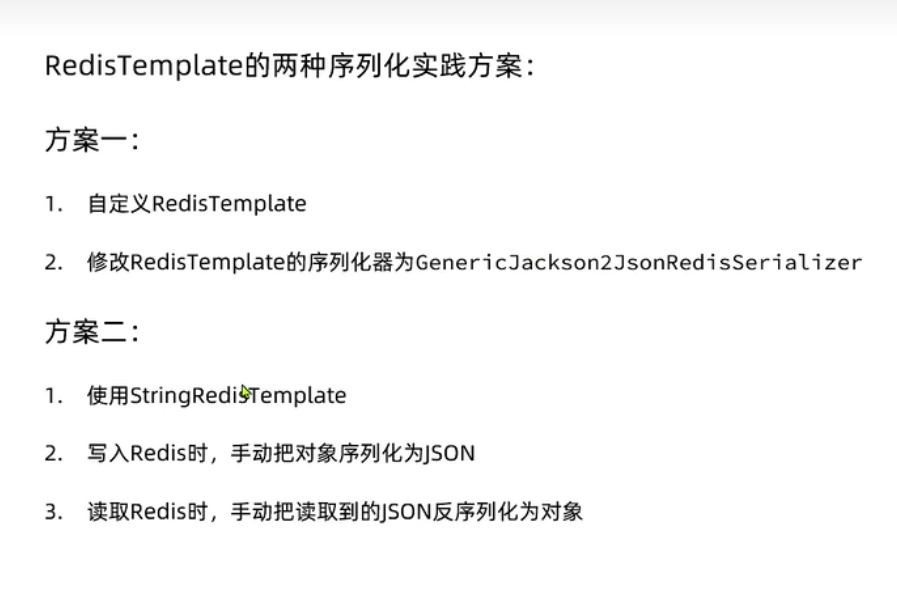 RedisTemplate的两种序列化实践方案：
方案一：
1. 自定义RedisTemplate
2. 修改RedisTemplate的序列化器为GenericJackson2JsonRedisSerializer
方案二：
1. 使用StringRedisTemplate
2. 写入Redis时，手动把对象序列化为JSON
3. 读取Redis时，手动把读取到的JSON反序列化为对象